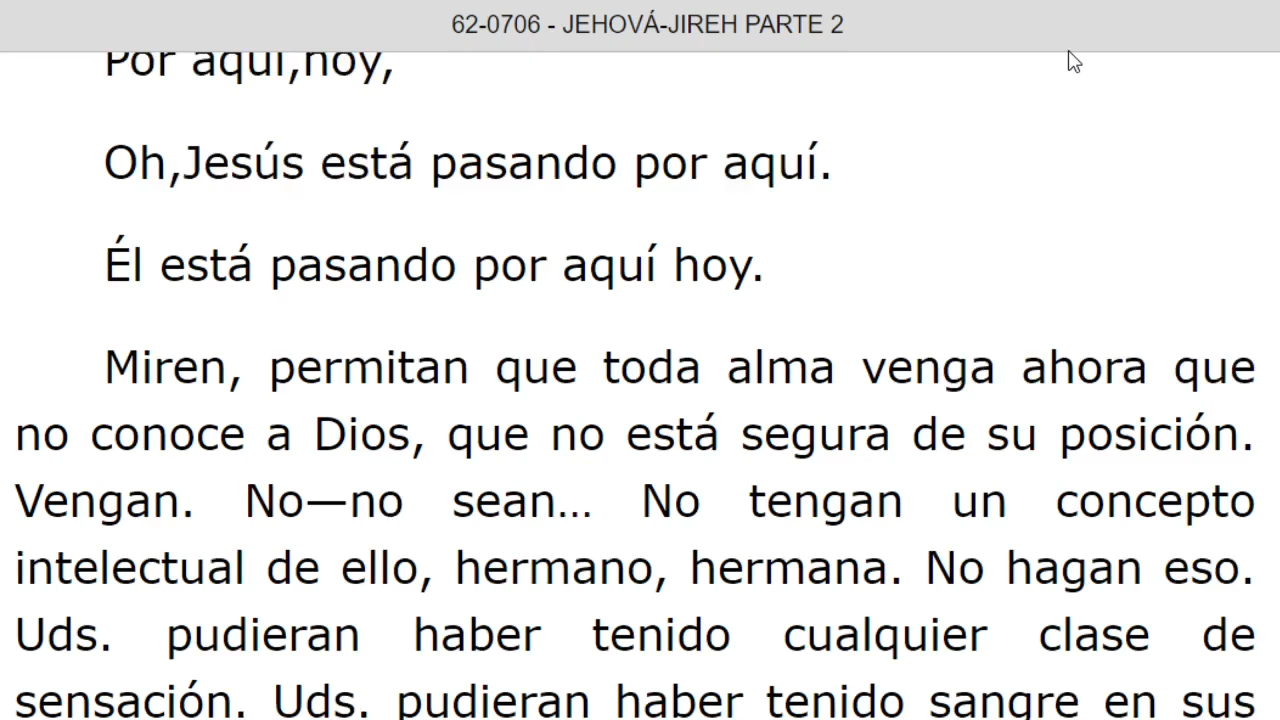 62-0706 - JEHOVÁ-JIREH PARTE 2
Por aquí,hoy,
Oh,Jesús está pasando por aquí.
Él está pasando por aquí hoy.
Miren, permitan que toda alma venga ahora que
no conoce a Dios, que no está segura de su posición.
Vengan. No—no sean… No tengan un concepto
intelectual de ello, hermano, hermana. No hagan eso.
Uds. pudieran haber tenido cualquier clase de
sensación. Uds. pudieran haber tenido sangre en sus